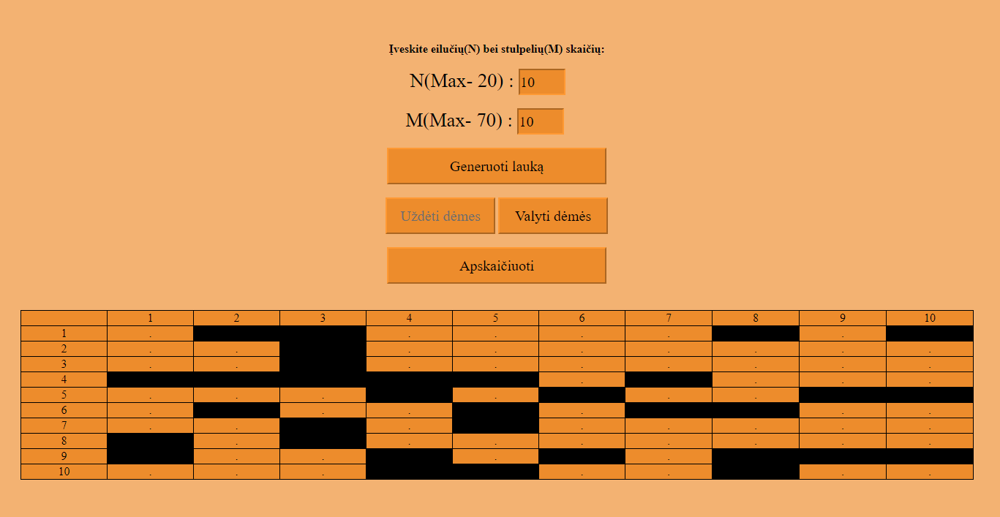 Įveskite eilučių(N) bei stulpelių(M) skaičių:
N(Max- 20) : 10
M(Max- 70) : 10
Generuoti lauką
Uždėti dėmes Valyti dėmės
Apskaičiuoti
1 2 3 4 5 6 7 8 9 10
1 . . . . . .
2 . . . . . . . . .
3 . . . . . . . . .
4 . . . .
5 . . . . . .
6 . . . . . .
7 . . . . . . . .
8 . . . . . . . .
9 . . . .
10 . . . . . . .